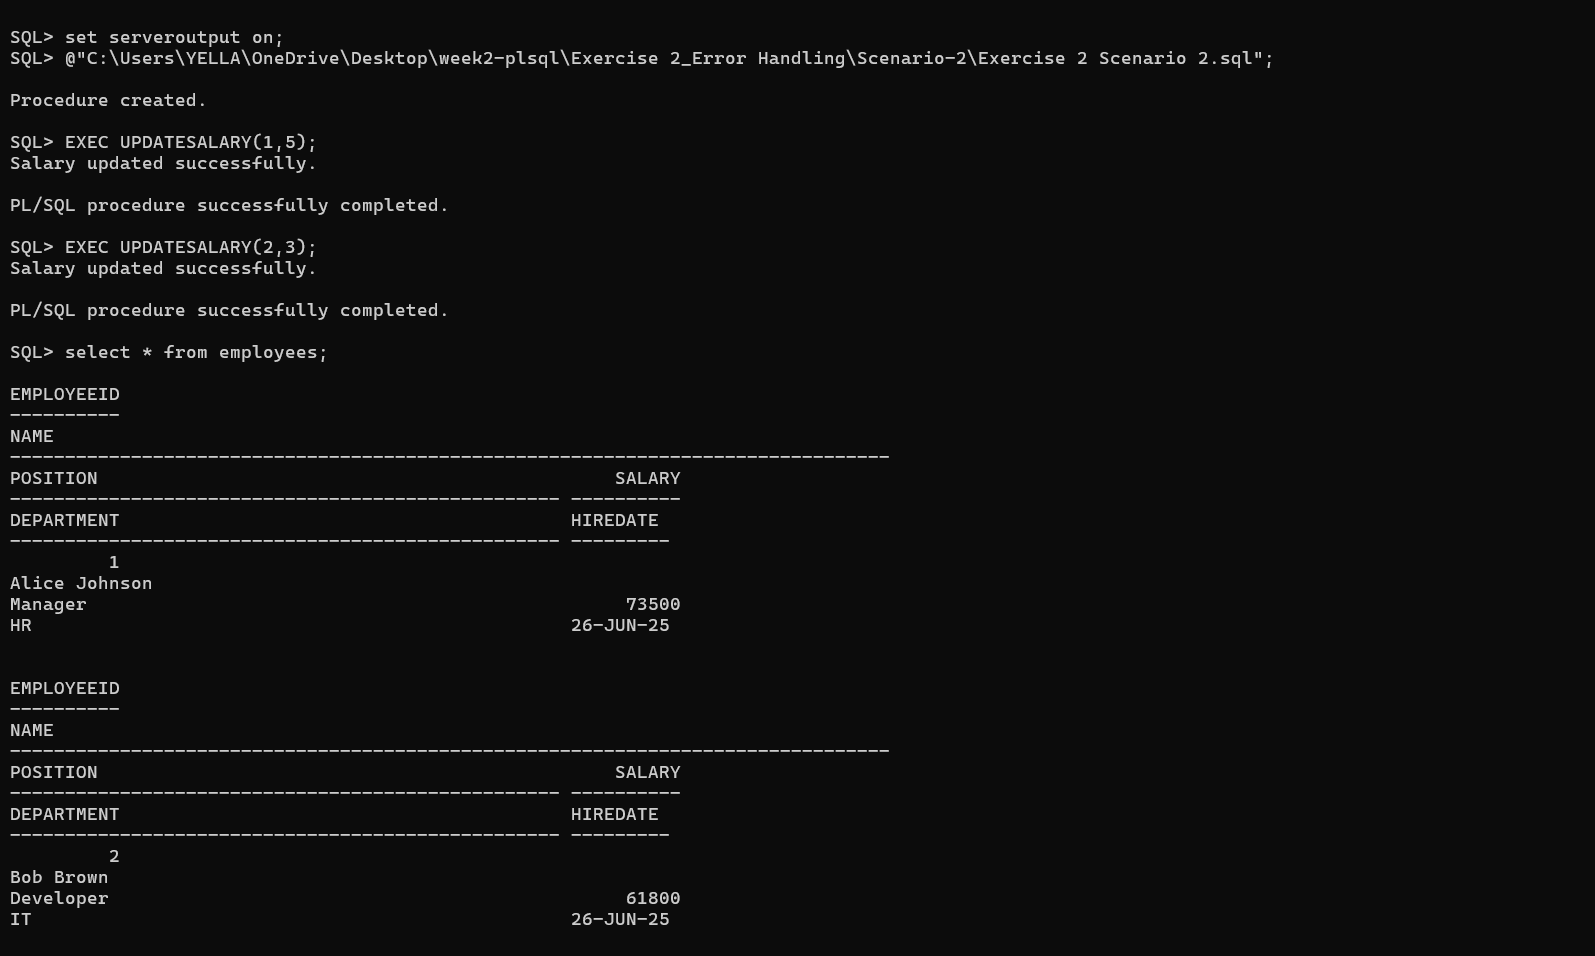 SQL> set serveroutput on;
SQL> @"C:\Users\YELLA\OneDrive\Desktop\week2-plsql\Exercise 2_Error Handling\Scenario-2\Exercise 2 Scenario 2.sql";
Procedure created.
SQL> EXEC UPDATESALARY(1,5);
Salary updated successfully.
PL/SQL procedure successfully completed.
SQL> EXEC UPDATESALARY(2,3);
Salary updated successfully.
PL/SQL procedure successfully completed.
SQL> select * from employees;
EMPLOYEEID
----------
NAME
--------------------------------------------------------------------------------
POSITION                                               SALARY
-------------------------------------------------- ----------
DEPARTMENT                                         HIREDATE
-------------------------------------------------- ---------
         1
Alice Johnson
Manager                                                 73500
HR                                                 26-JUN-25
EMPLOYEEID
----------
NAME
--------------------------------------------------------------------------------
POSITION                                               SALARY
-------------------------------------------------- ----------
DEPARTMENT                                         HIREDATE
-------------------------------------------------- ---------
         2
Bob Brown
Developer                                               61800
IT                                                 26-JUN-25